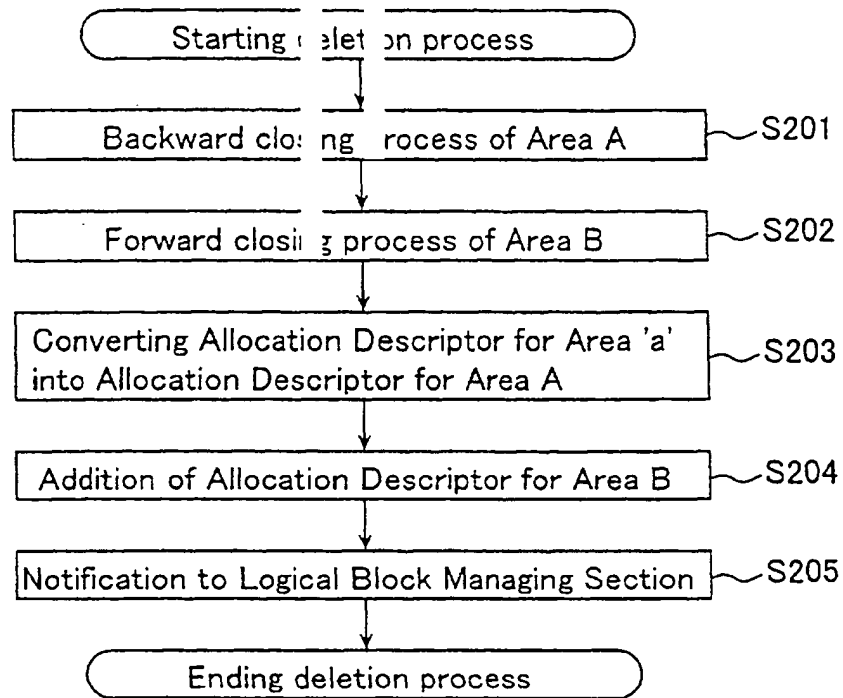 Starting deletion process
Backward closing process of Area A
S201
Forward closing process of Area B
S202
Converting Allocation Descriptor for Area 'a'
into Allocation Descriptor for Area A
S203
Addition of Allocation Descriptor for Area B
S204
Notification to Logical Block Managing Section
S205
Ending deletion process